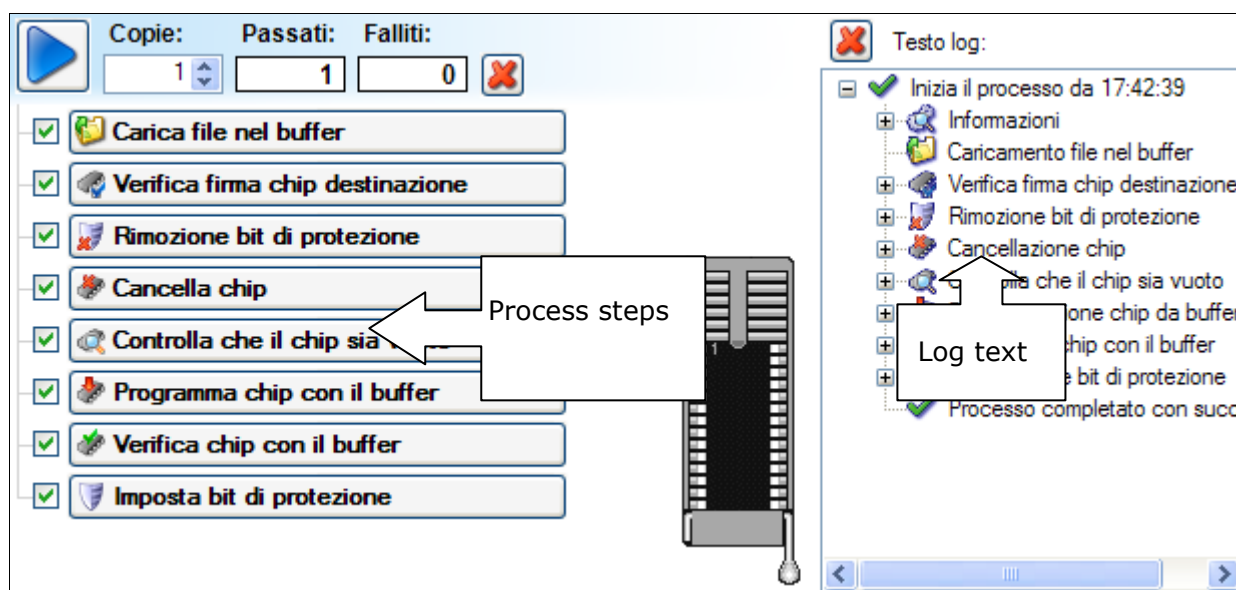 Copie: Passati: Falliti:
1 1 0
Carica file nel buffer
Verifica firma chip destinazione
Rimozione bit di protezione
Cancella chip
Controlla che il chip sia
Programma chip con il buffer
Verifica chip con il buffer
Imposta bit di protezione
Process steps
1
Testo log:
Inizia il processo da 17:42:39
Informazioni
Caricamento file nel buffer
Verifica firma chip destinazione
Rimozione bit di protezione
Cancellazione chip
che il chip sia vuoto
one chip da buffer
chip con il buffer
bit di protezione
Processo completato con succ
Log text